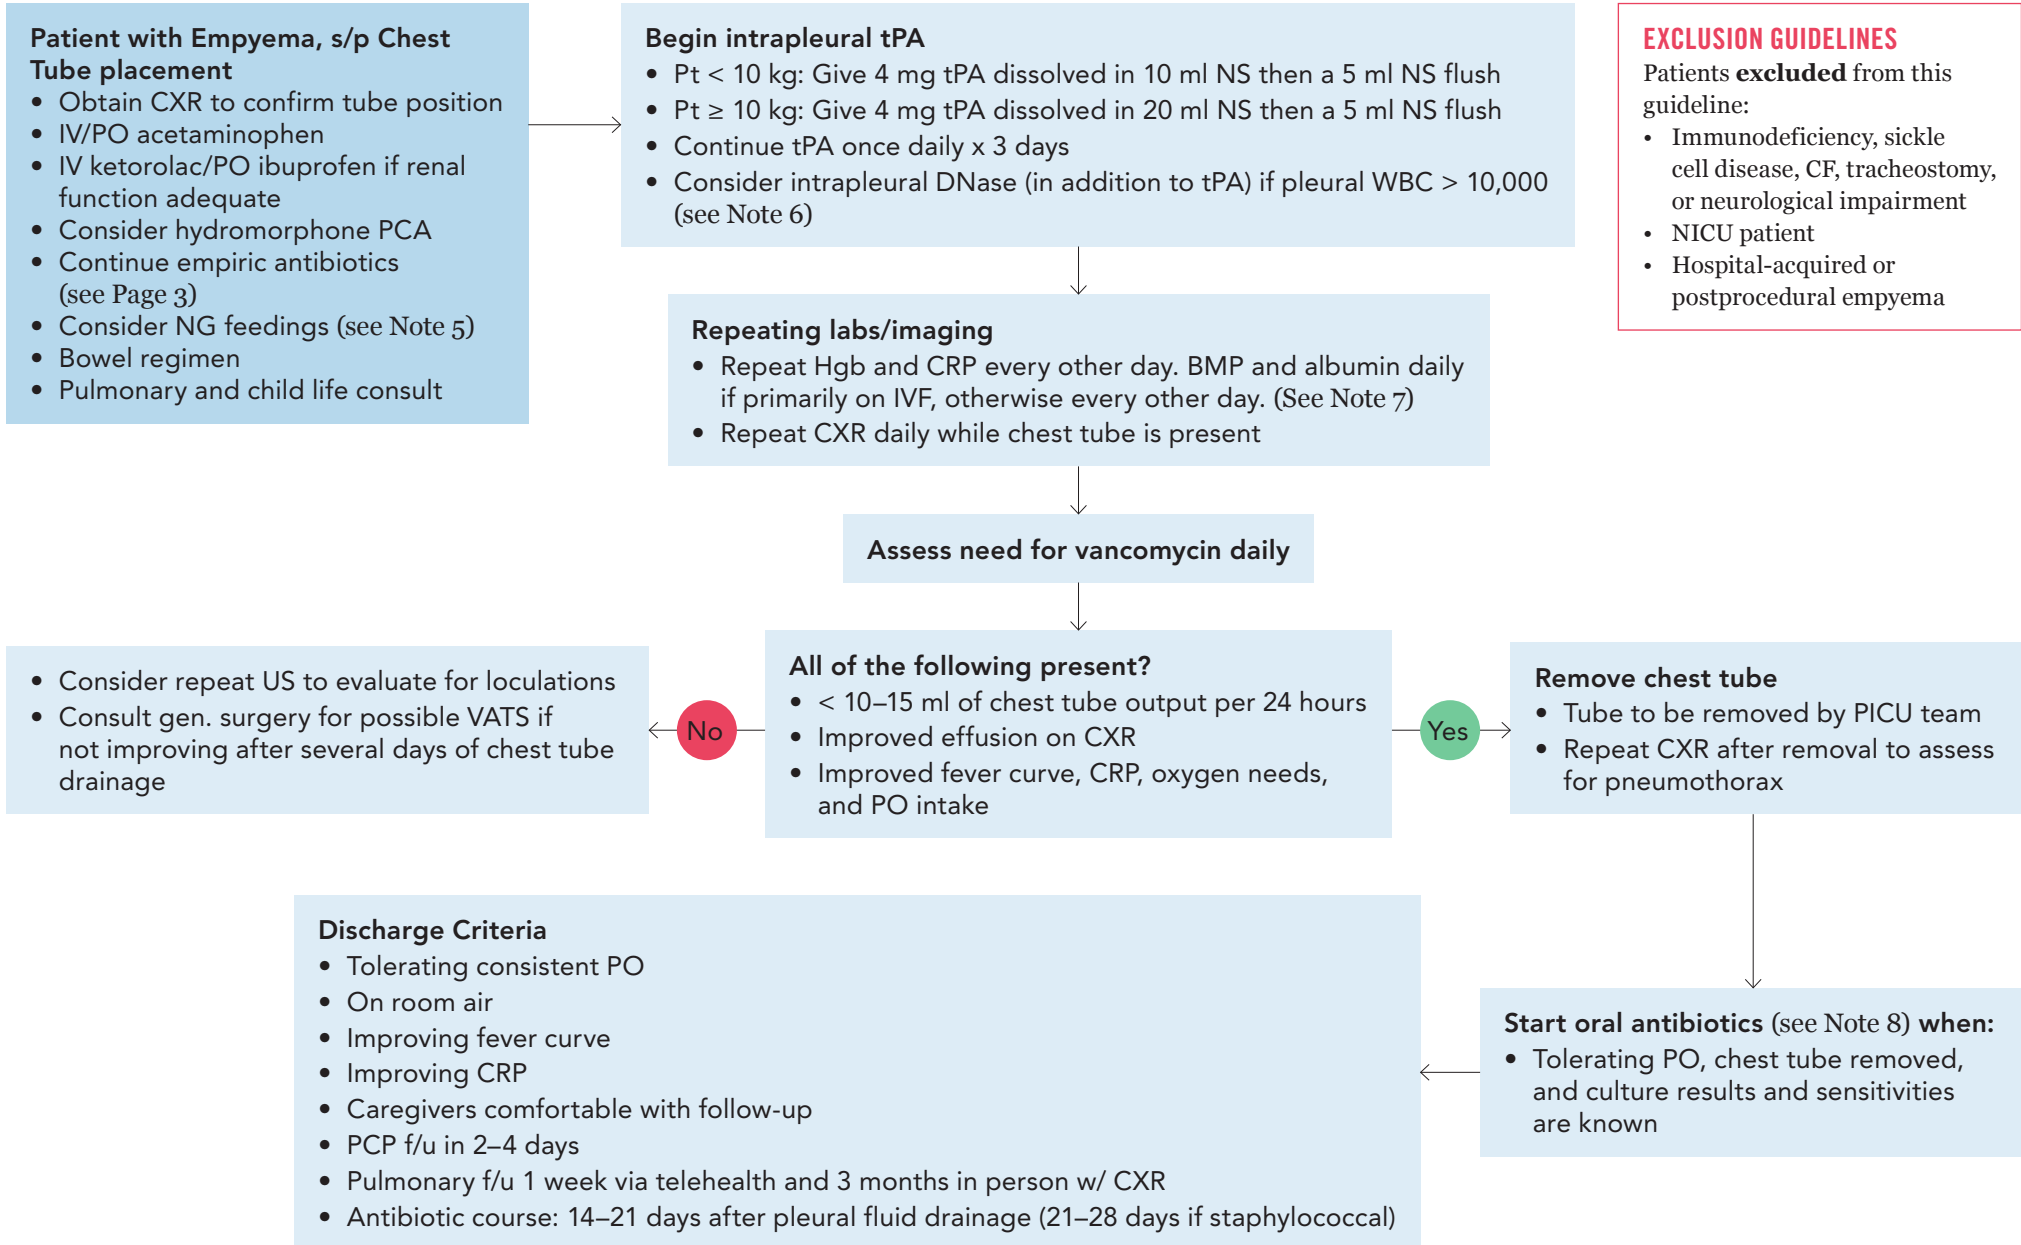 Patient with Empyema, s/p Chest
Tube placement
• Obtain CXR to confirm tube position
• IV/PO acetaminophen
• IV ketorolac/PO ibuprofen if renal
function adequate
• Consider hydromorphone PCA
• Continue empiric antibiotics
(see Page 3)
• Consider NG feedings (see Note 5)
• Bowel regimen
• Pulmonary and child life consult
Begin intrapleural tPA
• Pt < 10 kg: Give 4 mg tPA dissolved in 10 ml NS then a 5 ml NS flush
• Pt ≥ 10 kg: Give 4 mg tPA dissolved in 20 ml NS then a 5 ml NS flush
• Continue tPA once daily x 3 days
• Consider intrapleural DNase (in addition to tPA) if pleural WBC > 10,000
(see Note 6)
EXCLUSION GUIDELINES
Patients excluded from this
guideline:
• Immunodeficiency, sickle
cell disease, CF, tracheostomy,
or neurological impairment
• NICU patient
• Hospital-acquired or
postprocedural empyema
Repeating labs/imaging
• Repeat Hgb and CRP every other day. BMP and albumin daily
if primarily on IVF, otherwise every other day. (See Note 7)
• Repeat CXR daily while chest tube is present
Assess need for vancomycin daily
All of the following present?
• < 10–15 ml of chest tube output per 24 hours
• Improved effusion on CXR
• Improved fever curve, CRP, oxygen needs,
and PO intake
No
• Consider repeat US to evaluate for loculations
• Consult gen. surgery for possible VATS if
not improving after several days of chest tube
drainage
Yes
Remove chest tube
• Tube to be removed by PICU team
• Repeat CXR after removal to assess
for pneumothorax
Start oral antibiotics (see Note 8) when:
• Tolerating PO, chest tube removed,
and culture results and sensitivities
are known
Discharge Criteria
• Tolerating consistent PO
• On room air
• Improving fever curve
• Improving CRP
• Caregivers comfortable with follow-up
• PCP f/u in 2–4 days
• Pulmonary f/u 1 week via telehealth and 3 months in person w/ CXR
• Antibiotic course: 14–21 days after pleural fluid drainage (21–28 days if staphylococcal)